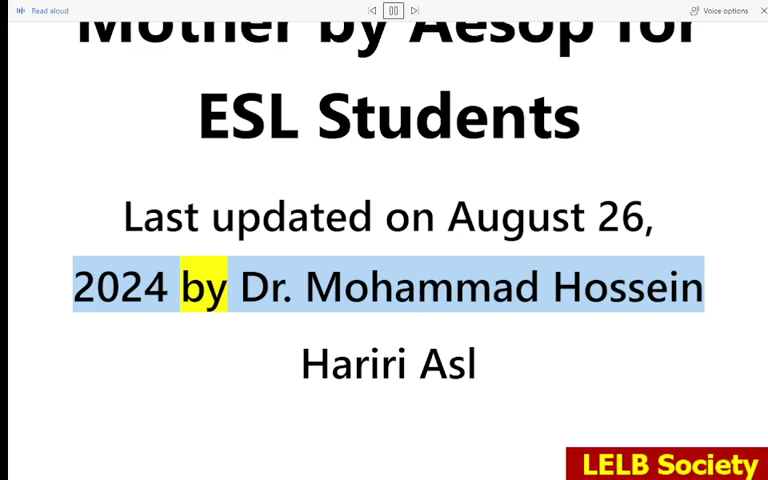 Read aloud
Voice options
Mother by Aesop for
ESL Students
Last updated on August 26,
2024 by Dr. Mohammad Hossein
Hariri Asl
LELB Society